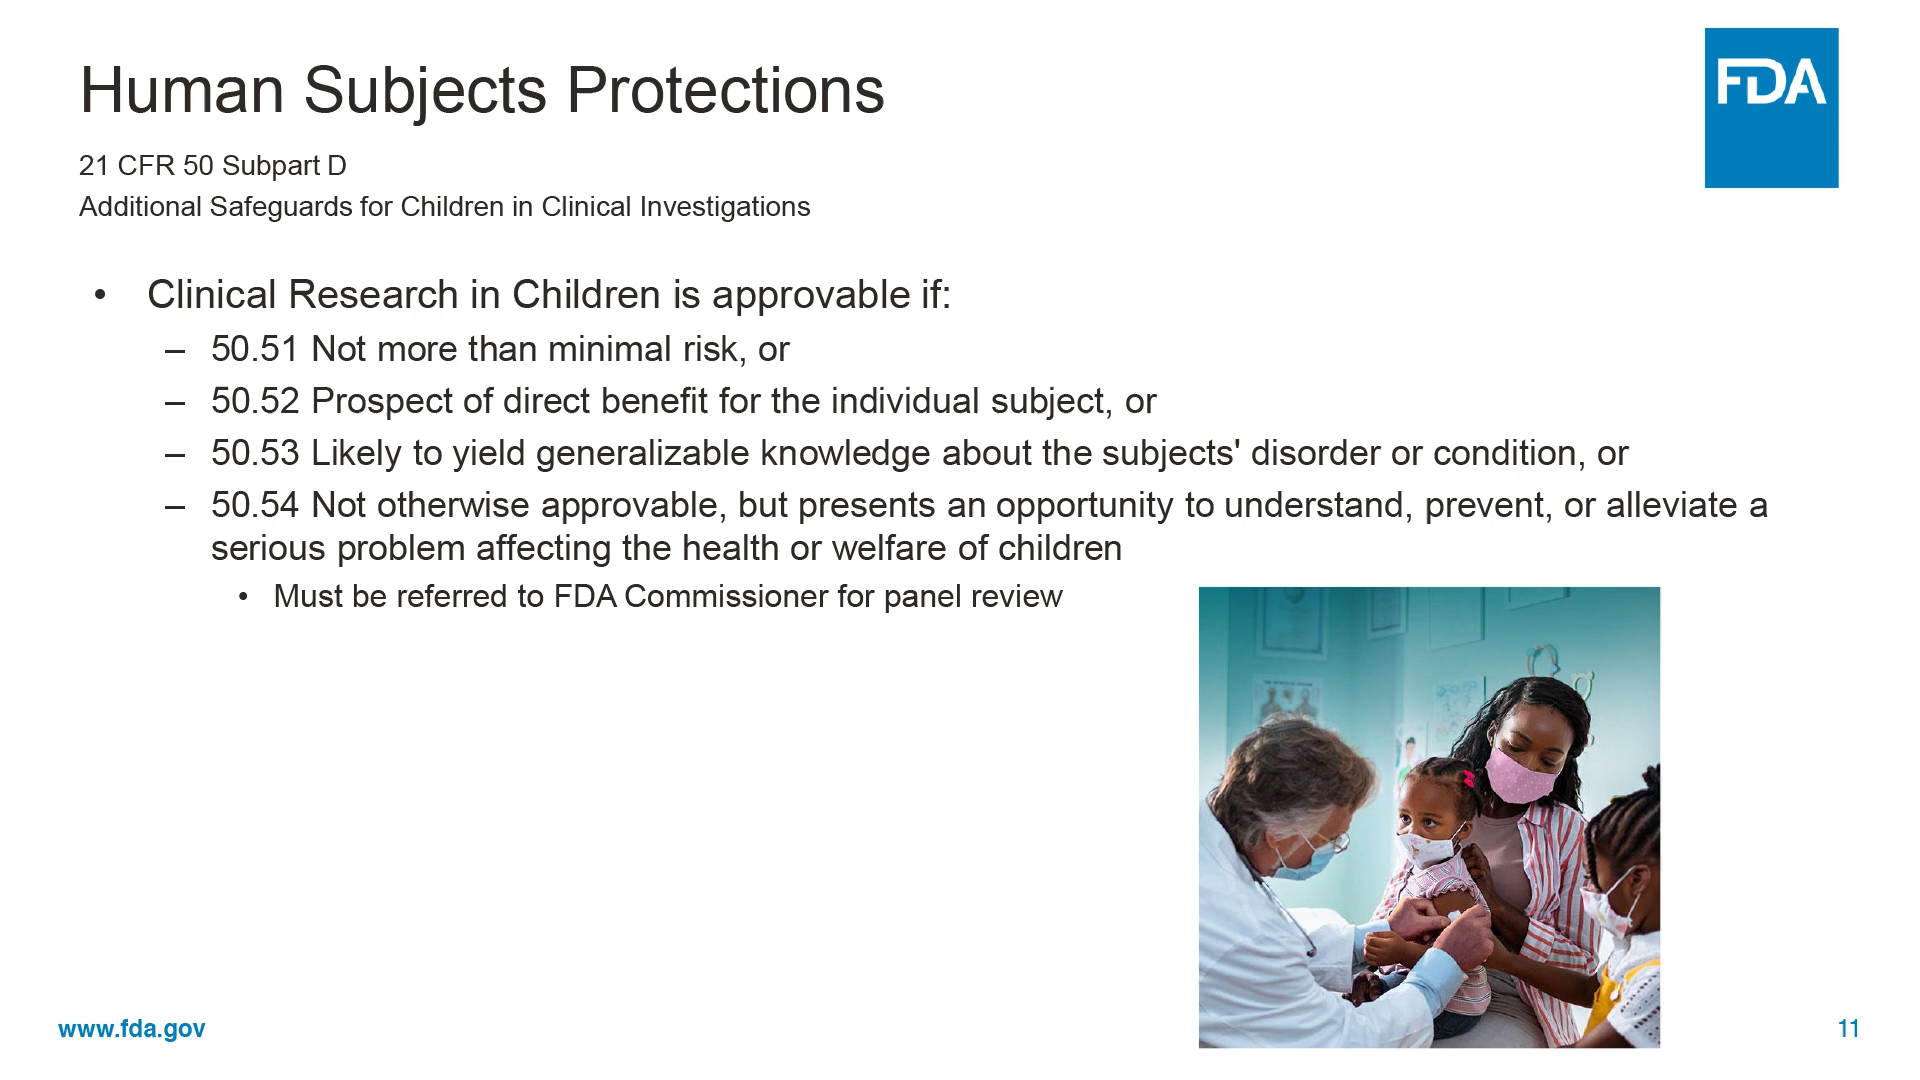 Human Subjects Protections
FDA
21 CFR 50 Subpart D
Additional Safeguards for Children in Clinical Investigations
• Clinical Research in Children is approvable if:
– 50.51 Not more than minimal risk, or
– 50.52 Prospect of direct benefit for the individual subject, or
– 50.53 Likely to yield generalizable knowledge about the subjects' disorder or condition, or
– 50.54 Not otherwise approvable, but presents an opportunity to understand, prevent, or alleviate a
serious problem affecting the health or welfare of children
• Must be referred to FDA Commissioner for panel review
www.fda.gov
11